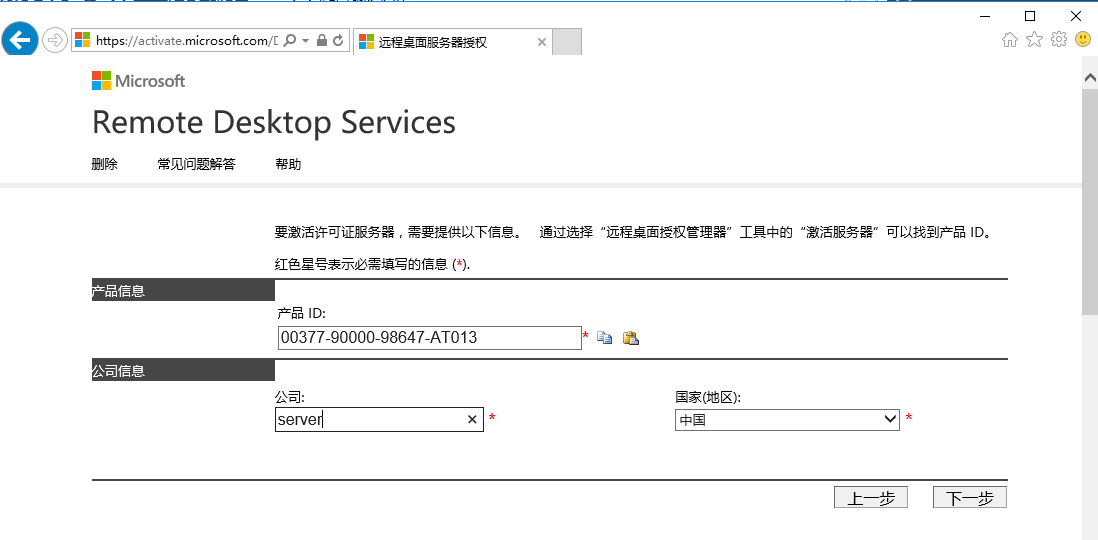 https://activate.microsoft.com/
远程桌面服务器授权
Microsoft
Remote Desktop Services
删除 常见问题解答 帮助
要激活许可证服务器，需要提供以下信息。 通过选择“远程桌面授权管理器”工具中的“激活服务器”可以找到产品 ID。
红色星号表示必需填写的信息 (*).
产品信息
产品 ID:
00377-90000-98647-AT013 *
公司信息
公司: 国家(地区):
server * 中国 *
上一步 下一步